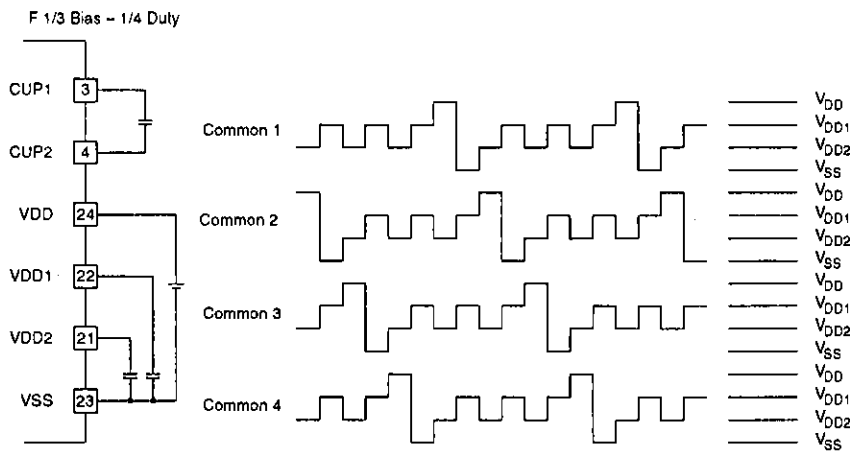 F 1/3 Bias – 1/4 Duty
CUP1 3
CUP2 4
VDD 24
VDD1 22
VDD2 21
VSS 23
Common 1
VDD
VDD1
VDD2
VSS
Common 2
VDD
VDD1
VDD2
VSS
Common 3
VDD
VDD1
VDD2
VSS
Common 4
VDD
VDD1
VDD2
VSS